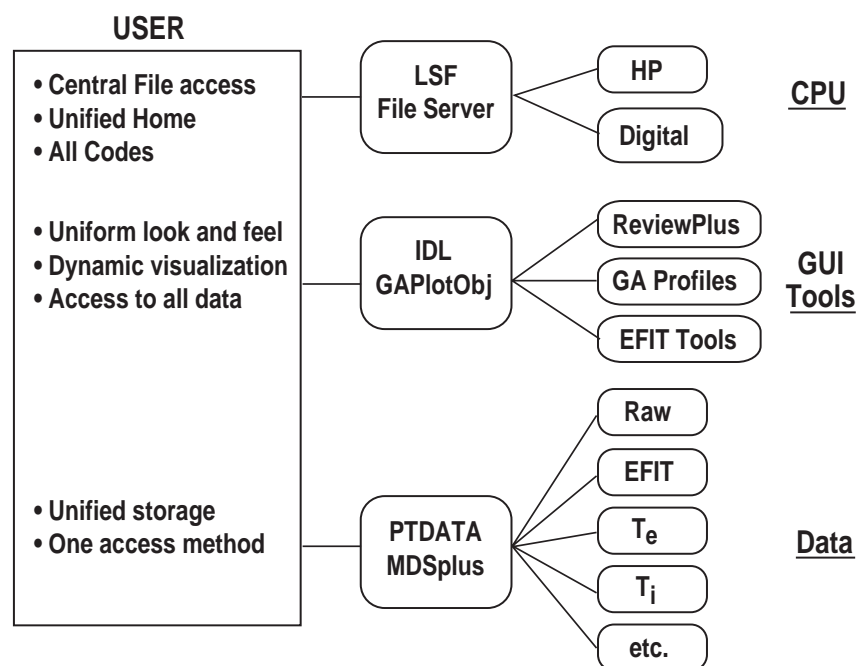 USER
• Central File access
• Unified Home
• All Codes
• Uniform look and feel
• Dynamic visualization
• Access to all data
• Unified storage
• One access method
LSF
File Server
HP
Digital
CPU
IDL
GAPlotObj
ReviewPlus
GA Profiles
EFIT Tools
GUI
Tools
PTDATA
MDSplus
Raw
EFIT
Te
Ti
etc.
Data